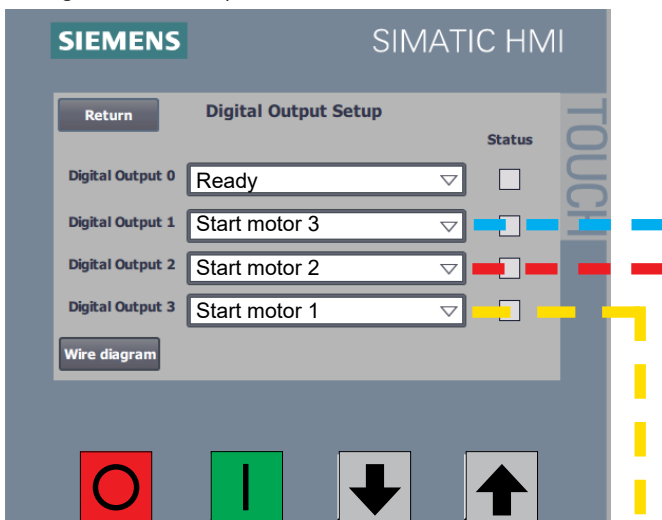 SIEMENS SIMATIC HMI
Return Digital Output Setup
Status
TOUCH
Digital Output 0 Ready
Digital Output 1 Start motor 3
Digital Output 2 Start motor 2
Digital Output 3 Start motor 1
Wire diagram